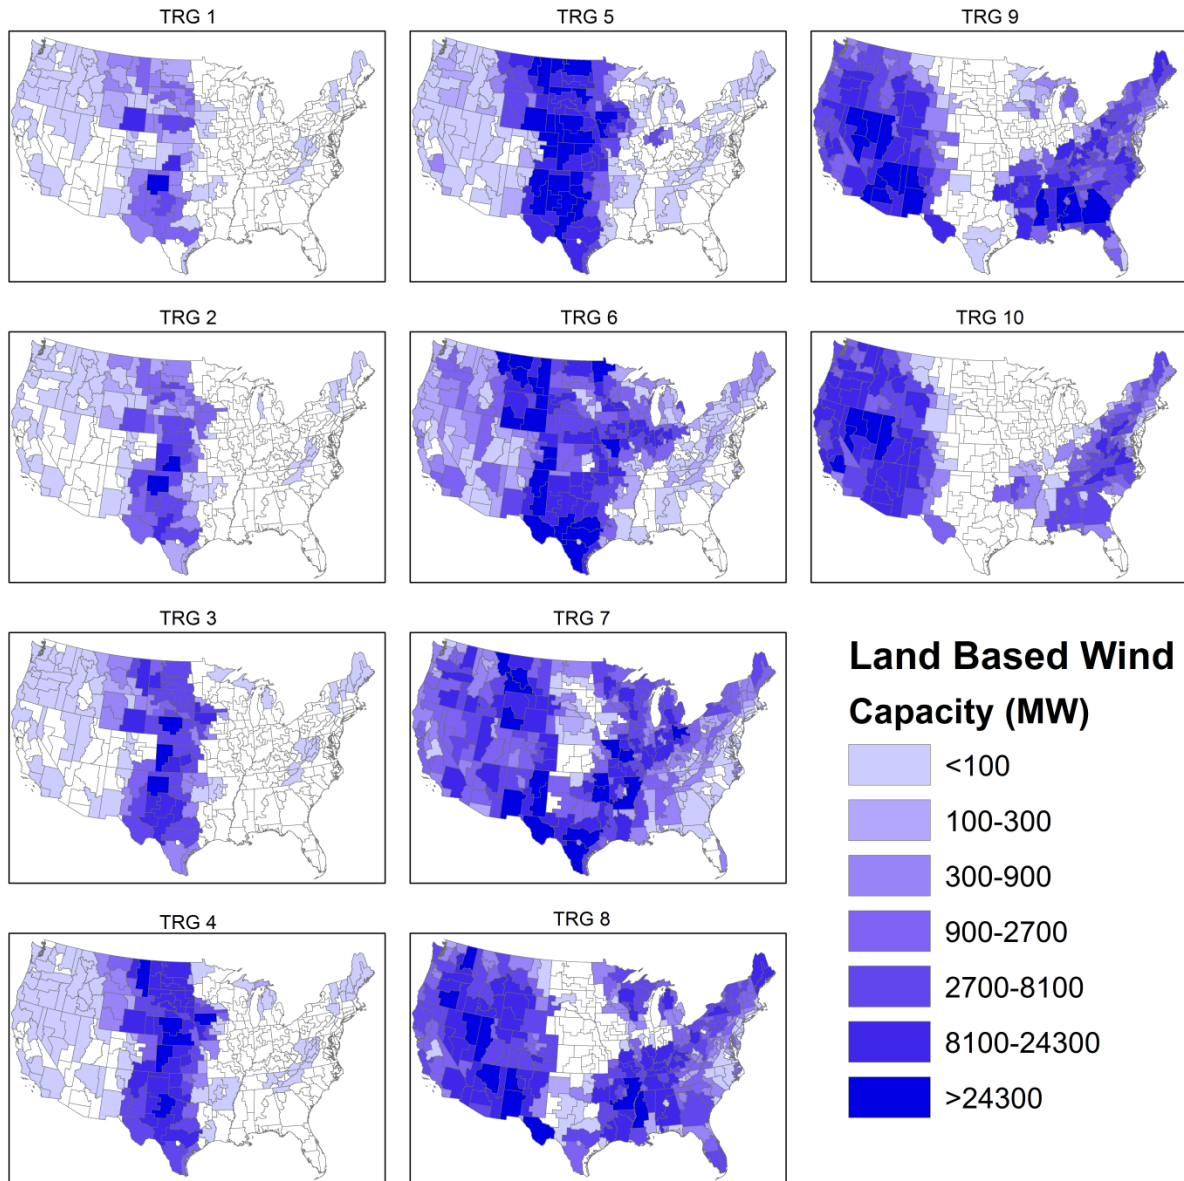 TRG 1
TRG 5
TRG 9
TRG 2
TRG 6
TRG 10
TRG 3
TRG 7
TRG 4
TRG 8
Land Based Wind
Capacity (MW)
<100
100-300
300-900
900-2700
2700-8100
8100-24300
>24300